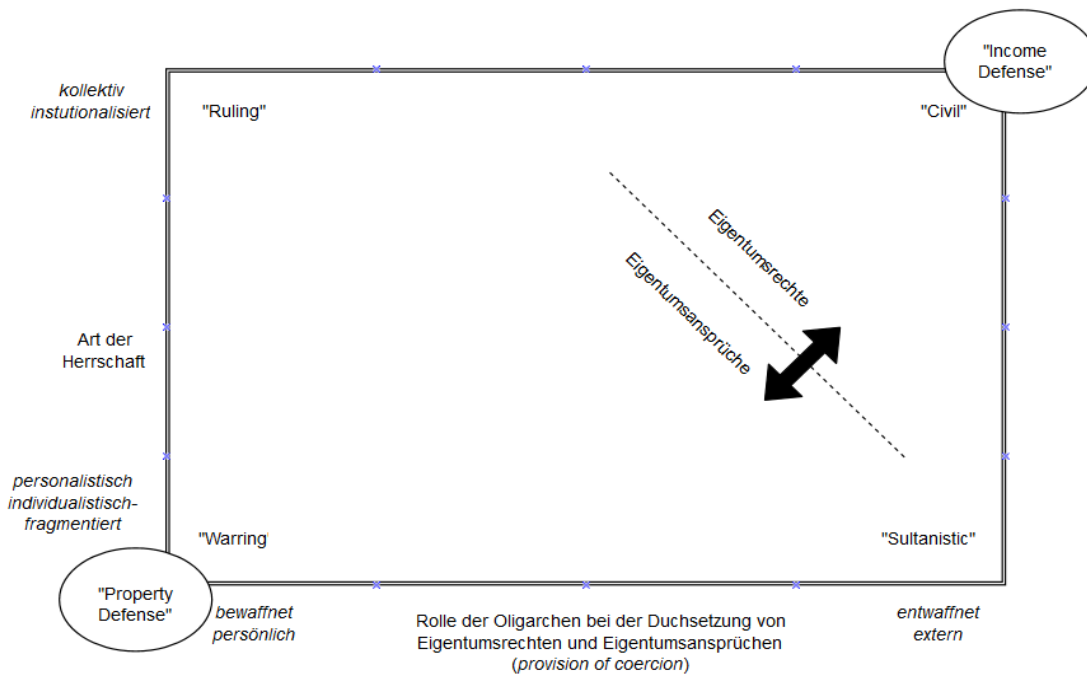 "Income
Defense"
kollektiv
instutionalisiert
"Ruling"
"Civil"
Eigentumsrechte
Eigentumsansprüche
Art der
Herrschaft
personalistisch
individualistisch-
fragmentiert
"Warring'
"Sultanistic"
"Property
Defense"
bewaffnet
persönlich
Rolle der Oligarchen bei der Duchsetzung von
Eigentumsrechten und Eigentumsansprüchen
(provision of coercion)
entwaffnet
extern